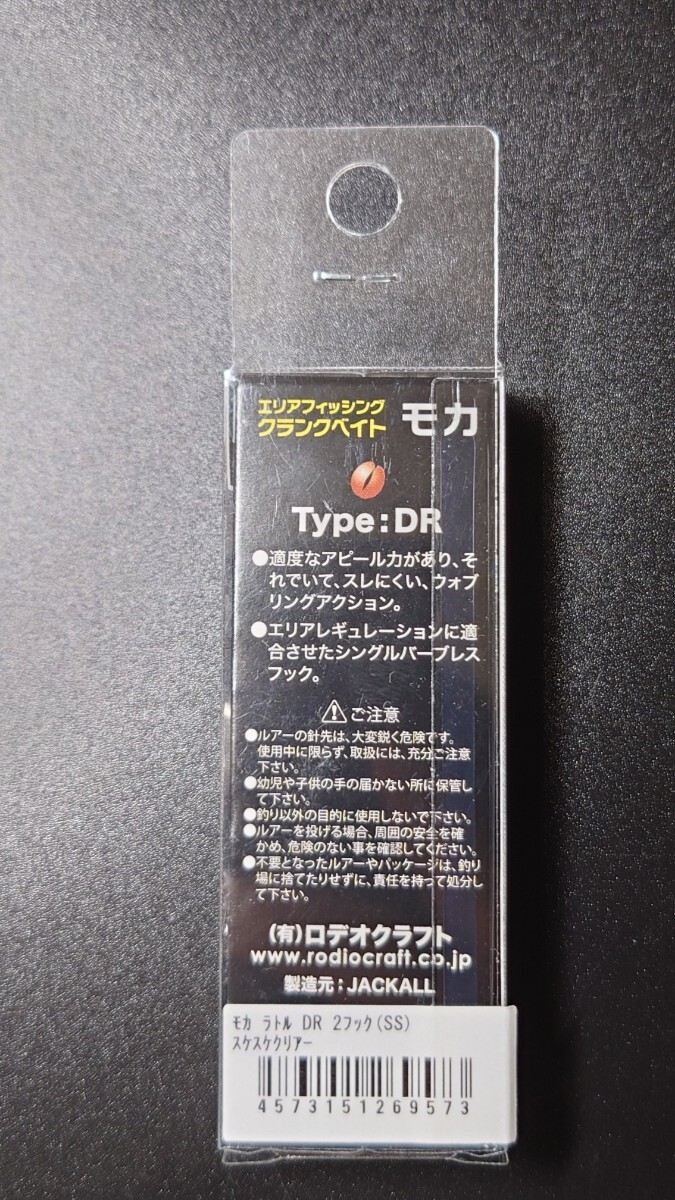 エリアフィッシング
クランクベイト モカ
Type:DR
●適度なアピール力があり、そ
れでいて、スレにくい、ウォブ
リングアクション。
●エリアレギュレーションに適
合させたシングルバーブレス
フック。
⚠ご注意
●ルアーの針先は、大変鋭く危険です。
使用中に限らず、取扱には、充分ご注意
下さい。
●幼児や子供の手の届かない所に保管し
て下さい。
●釣り以外の目的に使用しないで下さい。
●ルアーを投げる場合、周囲の安全を確
かめ、危険のない事を確認してください。
●不要となったルアーやパッケージは、釣り
場に捨てたりせずに、責任を持って処分し
て下さい。
(有)ロデオクラフト
www.rodiocraft.co.jp
製造元:JACKALL
ﾓｶ ﾗﾄﾙ DR 2ﾌｯｸ(SS)
ｽｹｽｹｸﾘｱｰ
4573151269573